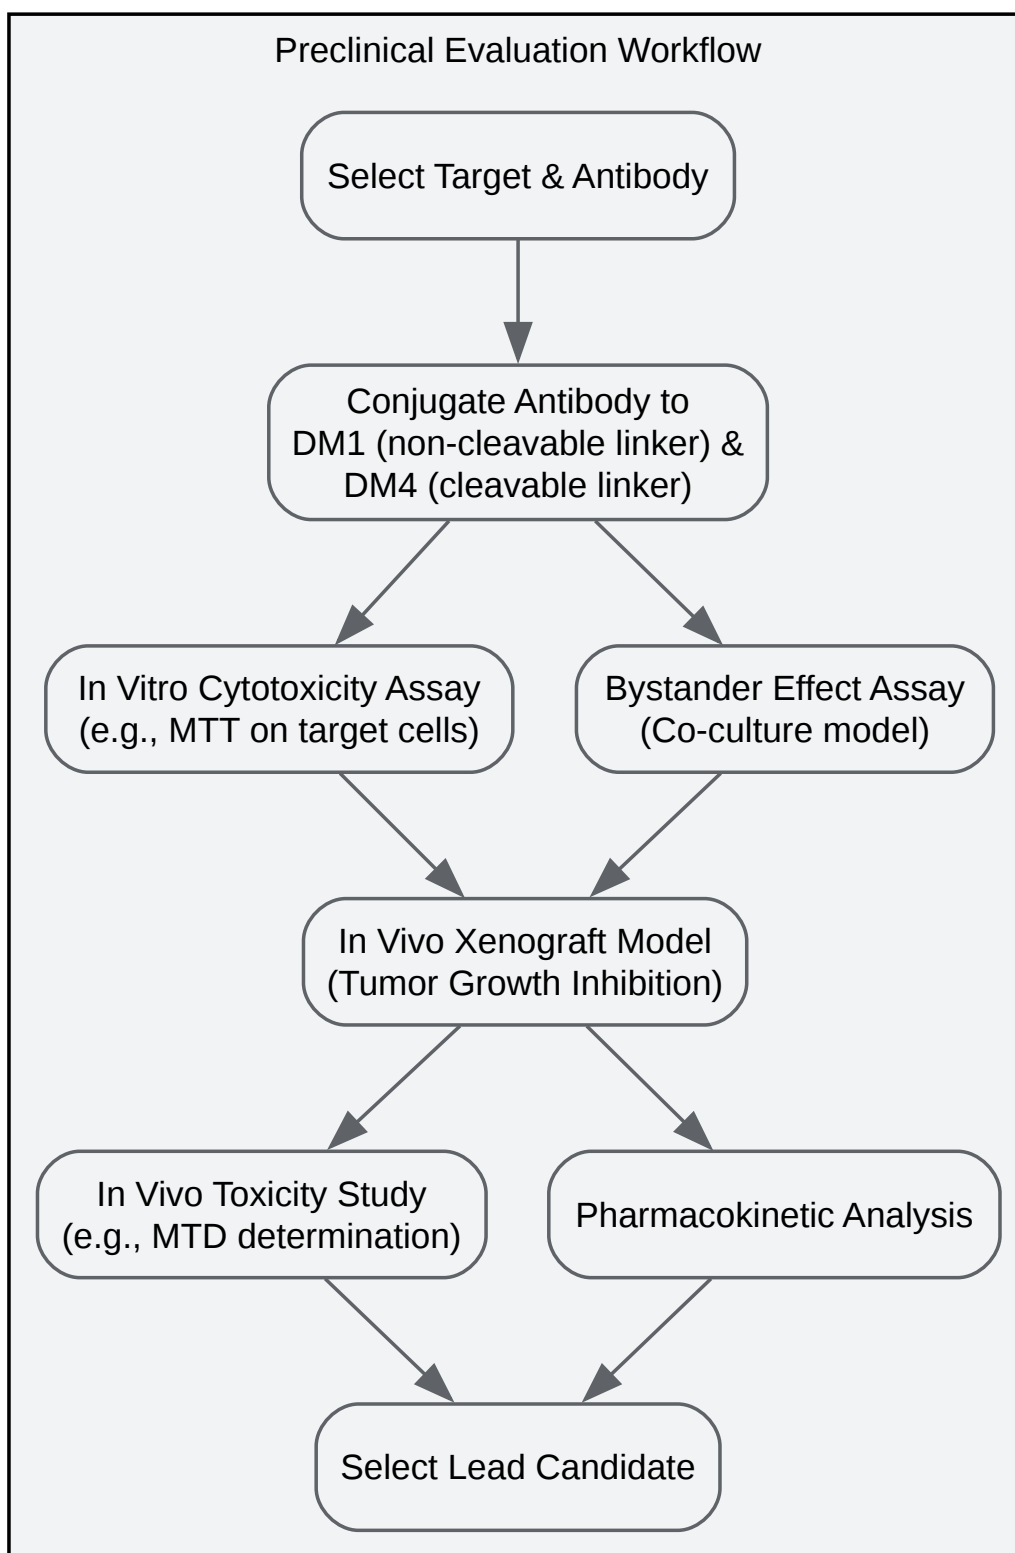 Preclinical Evaluation Workflow
Select Target & Antibody
Conjugate Antibody to
DM1 (non-cleavable linker) &
DM4 (cleavable linker)
In Vitro Cytotoxicity Assay
(e.g., MTT on target cells)
Bystander Effect Assay
(Co-culture model)
In Vivo Xenograft Model
(Tumor Growth Inhibition)
In Vivo Toxicity Study
(e.g., MTD determination)
Pharmacokinetic Analysis
Select Lead Candidate